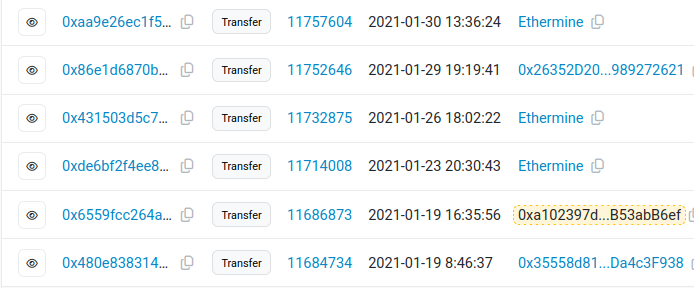 0xaa9e26ec1f5... Transfer 11757604 2021-01-30 13:36:24 Ethermine
0x86e1d6870b... Transfer 11752646 2021-01-29 19:19:41 0x26352D20...989272621
0x431503d5c7... Transfer 11732875 2021-01-26 18:02:22 Ethermine
0xde6bf2f4ee8... Transfer 11714008 2021-01-23 20:30:43 Ethermine
0x6559fcc264a... Transfer 11686873 2021-01-19 16:35:56 0xa102397d...B53abB6ef
0x480e838314... Transfer 11684734 2021-01-19 8:46:37 0x35558d81...Da4c3F938